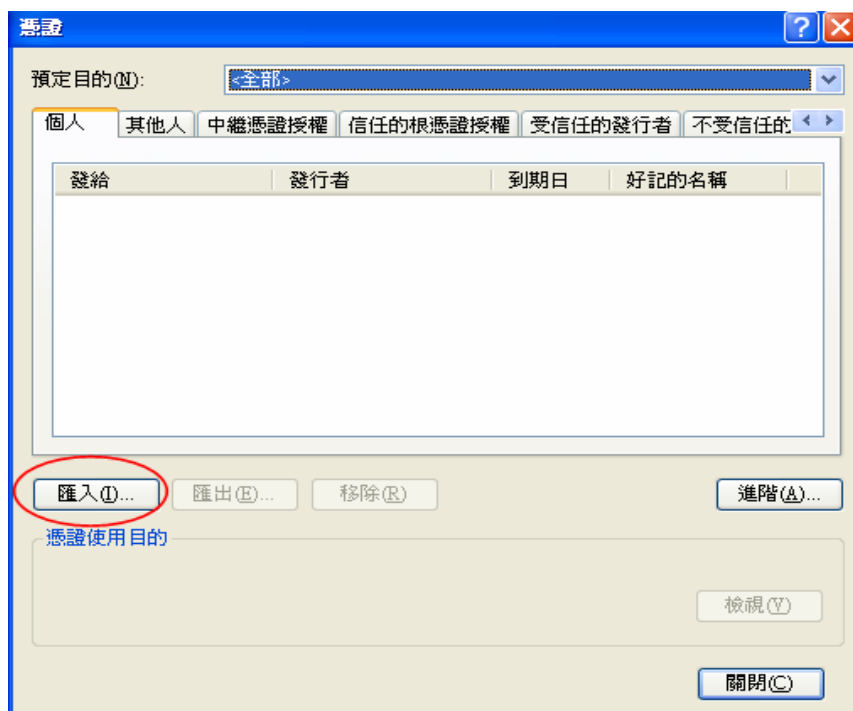 憑證
預定目的(N): <全部>
個人 其他人 中繼憑證授權 信任的根憑證授權 受信任的發行者 不受信任的
發給 發行者 到期日 好記的名稱
匯入(I)... 匯出(E)... 移除(R) 進階(A)...
憑證使用目的
檢視(V)
關閉(C)